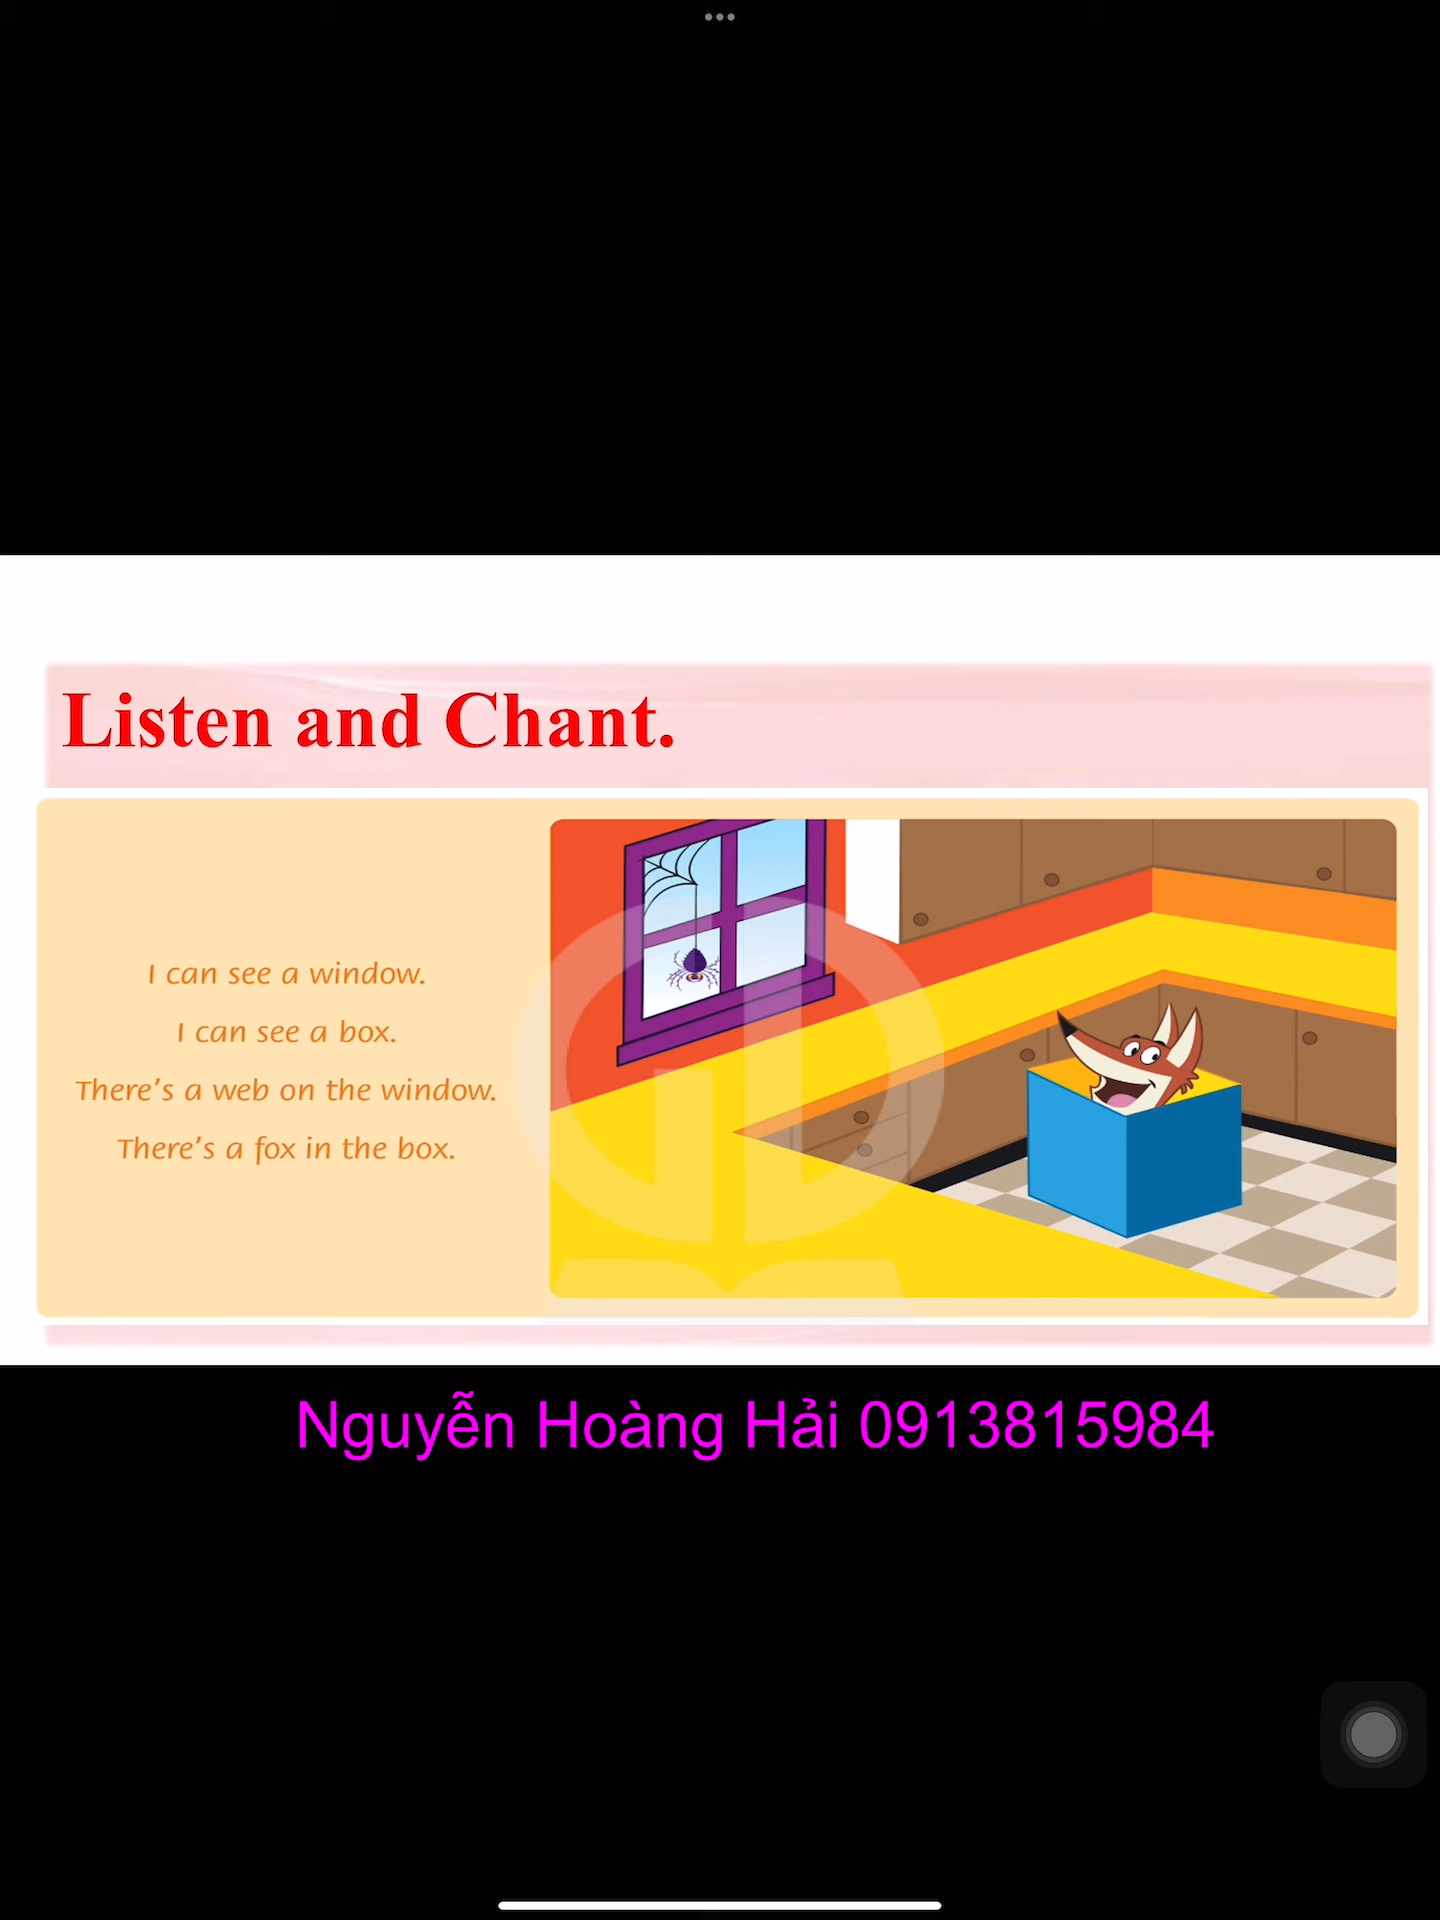 Listen and Chant.
I can see a window.
I can see a box.
There's a web on the window.
There's a fox in the box.
Nguyễn Hoàng Hải 0913815984